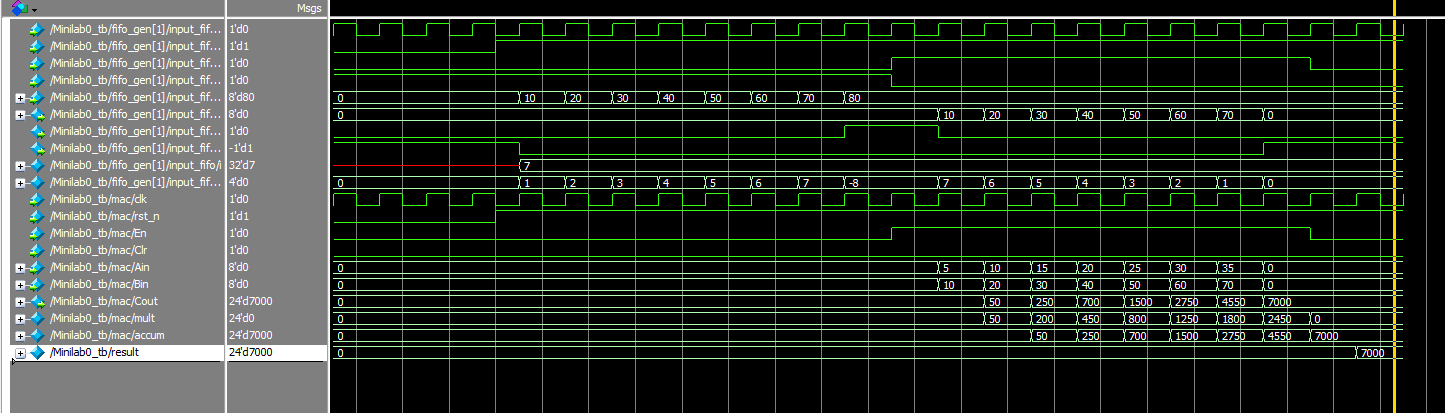 Msgs
/Minilab0_tb/fifo_gen[1]/input_fif... 1'd0
/Minilab0_tb/fifo_gen[1]/input_fif... 1'd1
/Minilab0_tb/fifo_gen[1]/input_fif... 1'd0
/Minilab0_tb/fifo_gen[1]/input_fif... 1'd0
/Minilab0_tb/fifo_gen[1]/input_fif... 8'd80 0 10 20 30 40 50 60 70 80
/Minilab0_tb/fifo_gen[1]/input_fif... 8'd0 0 10 20 30 40 50 60 70 0
/Minilab0_tb/fifo_gen[1]/input_fif... 1'd0
/Minilab0_tb/fifo_gen[1]/input_fif... -1'd1
/Minilab0_tb/fifo_gen[1]/input_fifo/i 32'd7 7
/Minilab0_tb/fifo_gen[1]/input_fif... 4'd0 0 1 2 3 4 5 6 7 -8 7 6 5 4 3 2 1 0
/Minilab0_tb/mac/clk 1'd0
/Minilab0_tb/mac/rst_n 1'd1
/Minilab0_tb/mac/En 1'd0
/Minilab0_tb/mac/Clr 1'd0
/Minilab0_tb/mac/Ain 8'd0 0 5 10 15 20 25 30 35 0
/Minilab0_tb/mac/Bin 8'd0 0 10 20 30 40 50 60 70 0
/Minilab0_tb/mac/Cout 24'd7000 0 50 250 700 1500 2750 4550 7000
/Minilab0_tb/mac/mult 24'd0 0 50 200 450 800 1250 1800 2450 0
/Minilab0_tb/mac/accum 24'd7000 0 50 250 700 1500 2750 4550 7000
/Minilab0_tb/result 24'd7000 0 7000